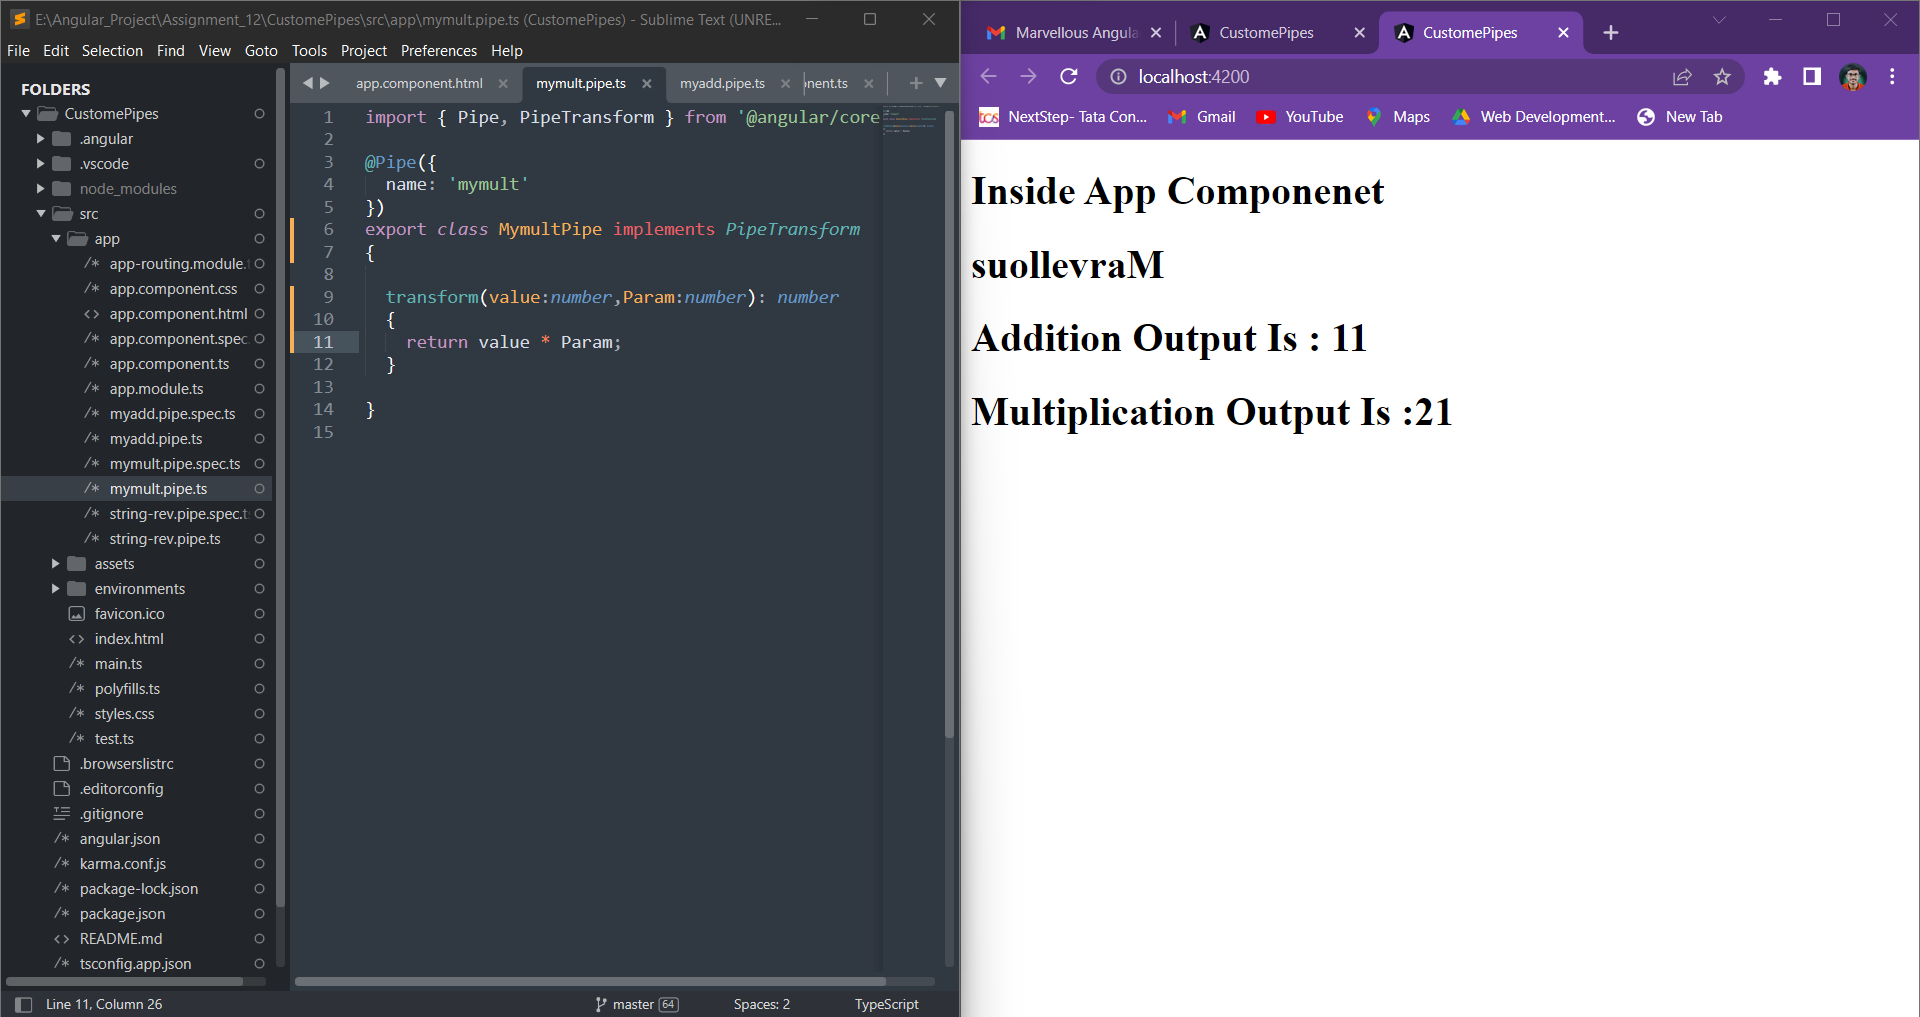 E:\Angular_Project\Assignment_12\CustomePipes\src\app\mymult.pipe.ts (CustomePipes) - Sublime Text (UNRE...
File Edit Selection Find View Goto Tools Project Preferences Help
FOLDERS
CustomePipes
.angular
.vscode
node_modules
src
app
app-routing.module.t
app.component.css
app.component.html
app.component.spec.
app.component.ts
app.module.ts
myadd.pipe.spec.ts
myadd.pipe.ts
mymult.pipe.spec.ts
mymult.pipe.ts
string-rev.pipe.spec.t
string-rev.pipe.ts
assets
environments
favicon.ico
index.html
main.ts
polyfills.ts
styles.css
test.ts
.browserslistrc
.editorconfig
.gitignore
angular.json
karma.conf.js
package-lock.json
package.json
README.md
tsconfig.app.json
app.component.html mymult.pipe.ts myadd.pipe.ts nent.ts
1 import { Pipe, PipeTransform } from '@angular/core
2
3 @Pipe({
4 name: 'mymult'
5 })
6 export class MymultPipe implements PipeTransform
7 {
8
9 transform(value:number,Param:number): number
10 {
11 return value * Param;
12 }
13
14 }
15
Line 11, Column 26 master 64 Spaces: 2 TypeScript
Marvellous Angula CustomePipes CustomePipes
localhost:4200
tcs NextStep- Tata Con... Gmail YouTube Maps Web Development... New Tab
Inside App Componenet
suollevraM
Addition Output Is : 11
Multiplication Output Is :21